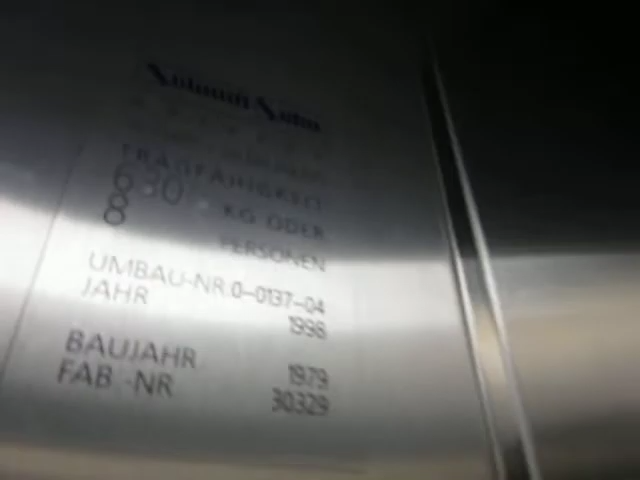 TRAGFÄHIGKEIT
630 KG ODER
8 PERSONEN
UMBAU-NR. 0-0137-04
JAHR 1996
BAUJAHR 1979
FAB.-NR 30329